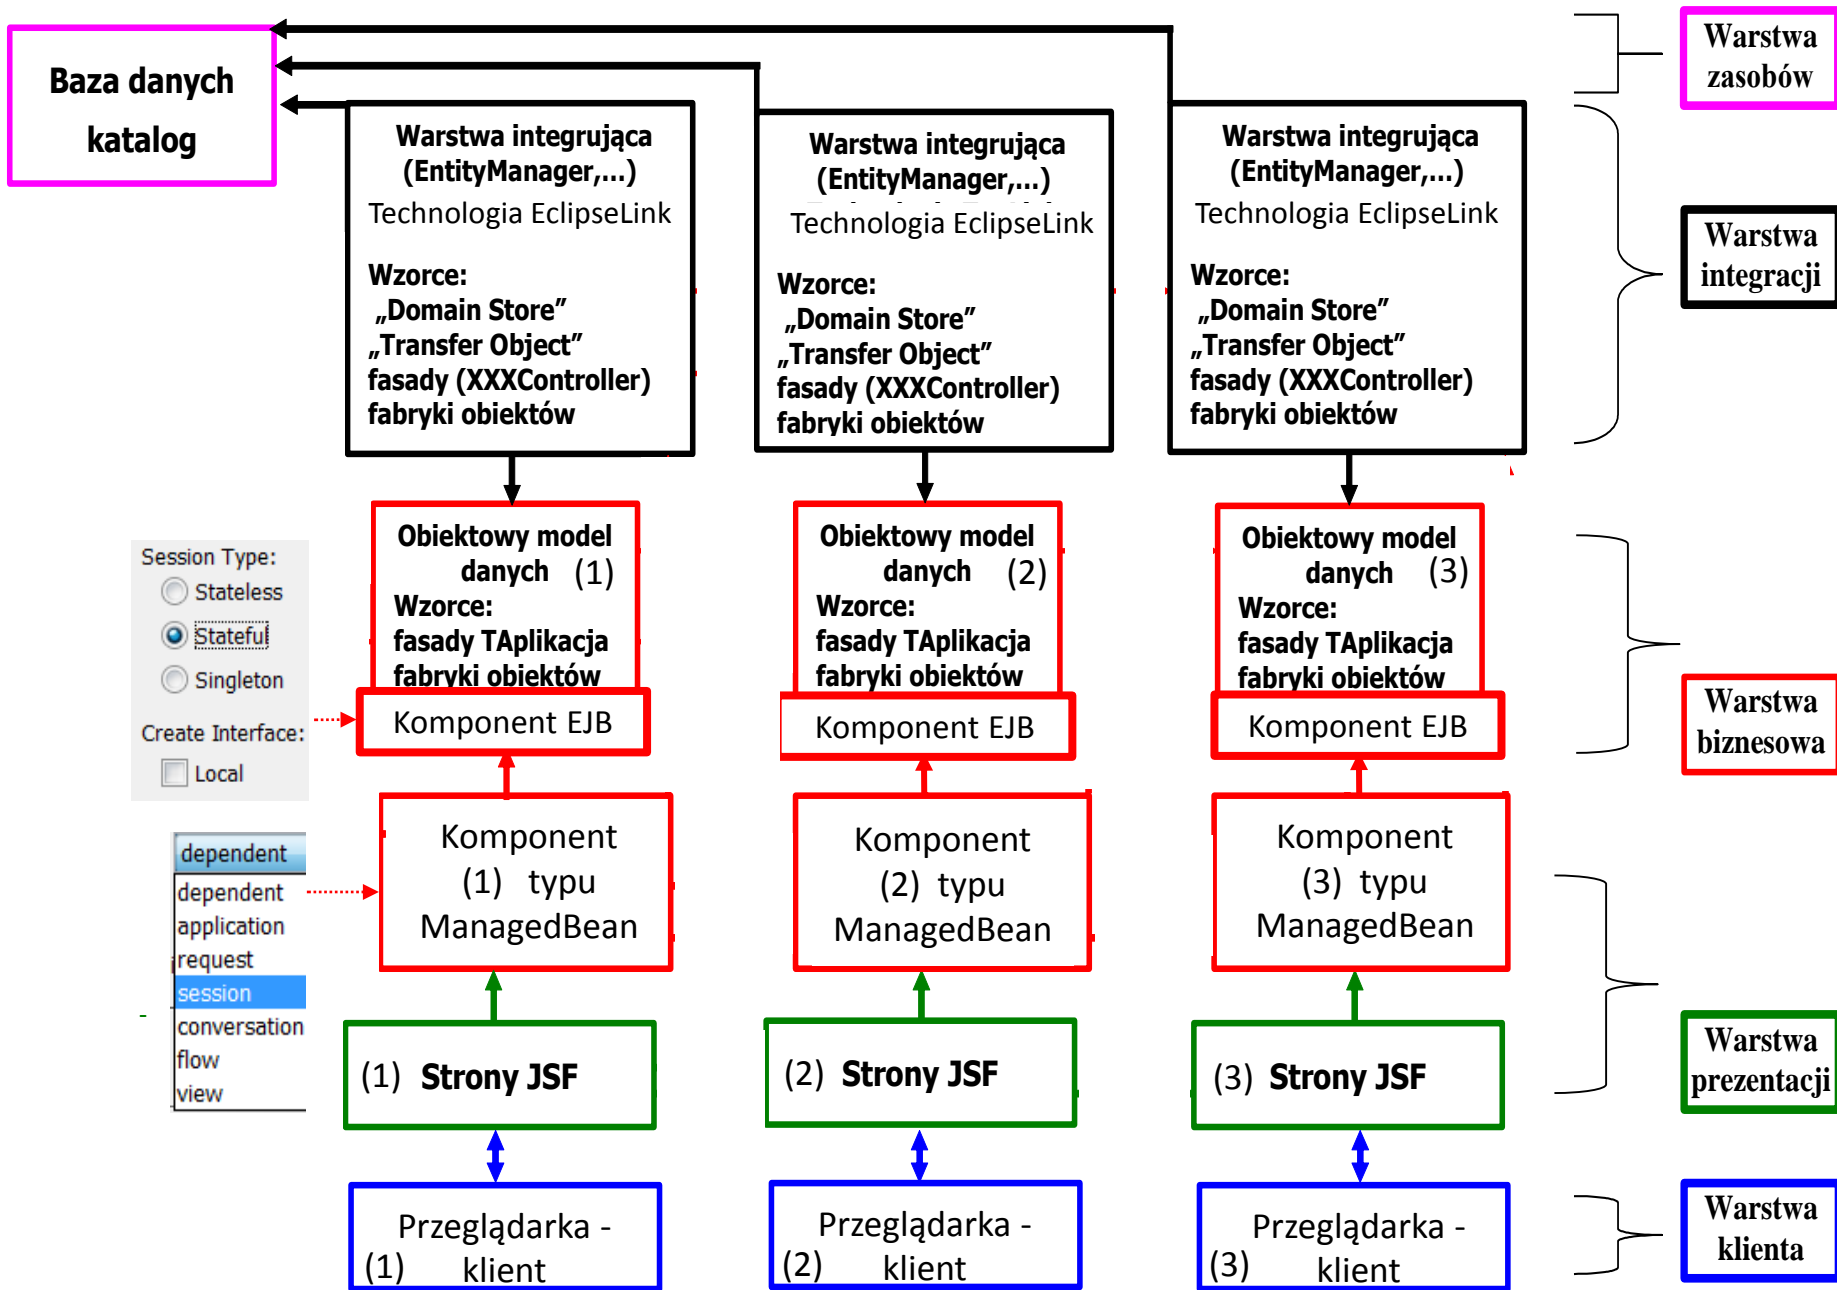 Baza danych
katalog
Warstwa integrująca
(EntityManager,...)
Technologia EclipseLink
Wzorce:
„Domain Store”
„Transfer Object”
fasady (XXXController)
fabryki obiektów
Warstwa integrująca
(EntityManager,...)
Technologia EclipseLink
Wzorce:
„Domain Store”
„Transfer Object”
fasady (XXXController)
fabryki obiektów
Warstwa integrująca
(EntityManager,...)
Technologia EclipseLink
Wzorce:
„Domain Store”
„Transfer Object”
fasady (XXXController)
fabryki obiektów
Warstwa
zasobów
Warstwa
integracji
Session Type:
Stateless
Stateful
Singleton
Create Interface:
Local
Obiektowy model
danych (1)
Wzorce:
fasady TAplikacja
fabryki obiektów
Komponent EJB
Obiektowy model
danych (2)
Wzorce:
fasady TAplikacja
fabryki obiektów
Komponent EJB
Obiektowy model
danych (3)
Wzorce:
fasady TAplikacja
fabryki obiektów
Komponent EJB
Warstwa
biznesowa
dependent
dependent
application
request
session
conversation
flow
view
Komponent
(1) typu
ManagedBean
Komponent
(2) typu
ManagedBean
Komponent
(3) typu
ManagedBean
(1) Strony JSF
(2) Strony JSF
(3) Strony JSF
Warstwa
prezentacji
Przeglądarka -
(1) klient
Przeglądarka -
(2) klient
Przeglądarka -
(3) klient
Warstwa
klienta